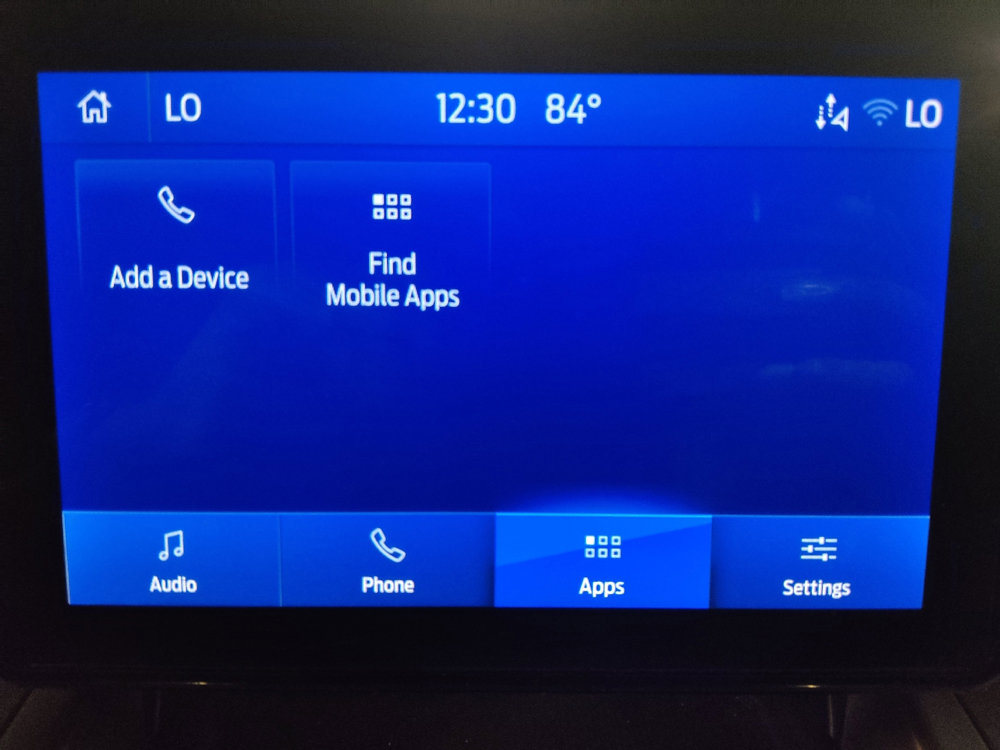 LO 12:30 84° LO
Add a Device
Find
Mobile Apps
Audio Phone Apps Settings